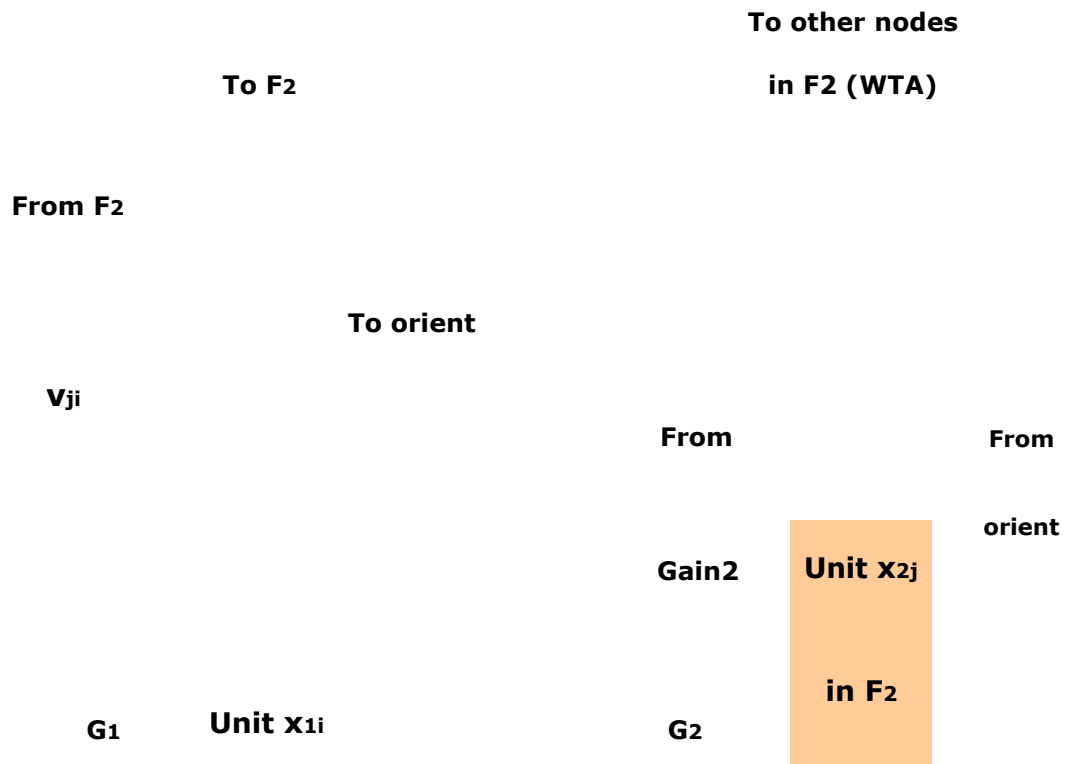 To other nodes
To F2
in F2 (WTA)
From F2
To orient
vji
From
From
orient
Gain2
Unit x2j
in F2
G1
Unit x1i
G2